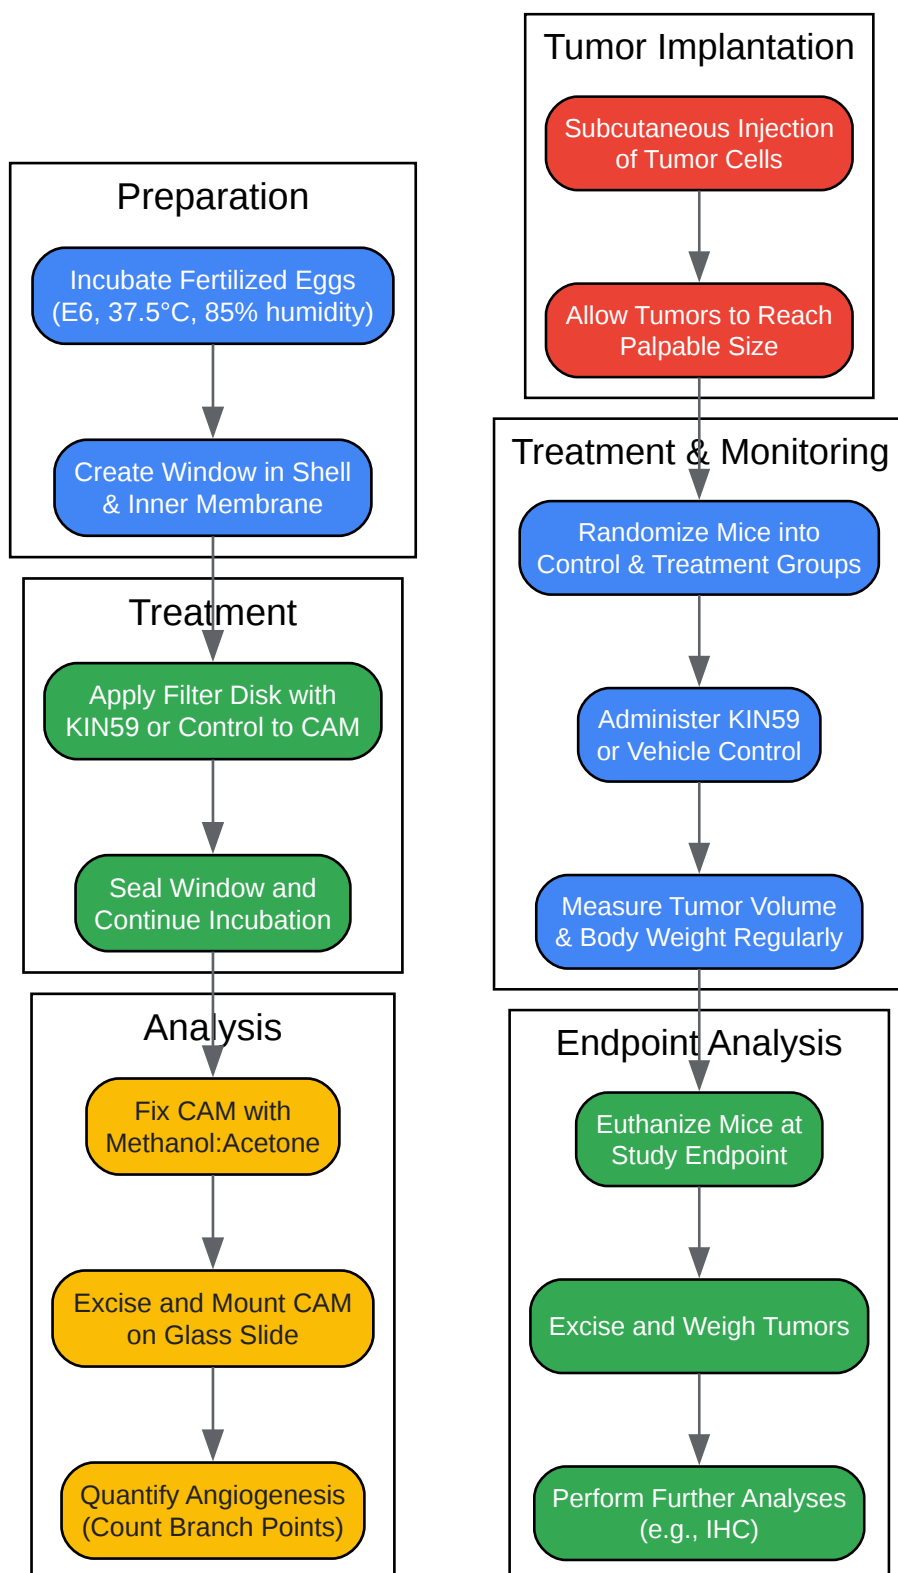 Preparation
Incubate Fertilized Eggs
(E6, 37.5°C, 85% humidity)
Create Window in Shell
& Inner Membrane
Treatment
Apply Filter Disk with
KIN59 or Control to CAM
Seal Window and
Continue Incubation
Analysis
Fix CAM with
Methanol:Acetone
Excise and Mount CAM
on Glass Slide
Quantify Angiogenesis
(Count Branch Points)
Tumor Implantation
Subcutaneous Injection
of Tumor Cells
Allow Tumors to Reach
Palpable Size
Treatment & Monitoring
Randomize Mice into
Control & Treatment Groups
Administer KIN59
or Vehicle Control
Measure Tumor Volume
& Body Weight Regularly
Endpoint Analysis
Euthanize Mice at
Study Endpoint
Excise and Weigh Tumors
Perform Further Analyses
(e.g., IHC)